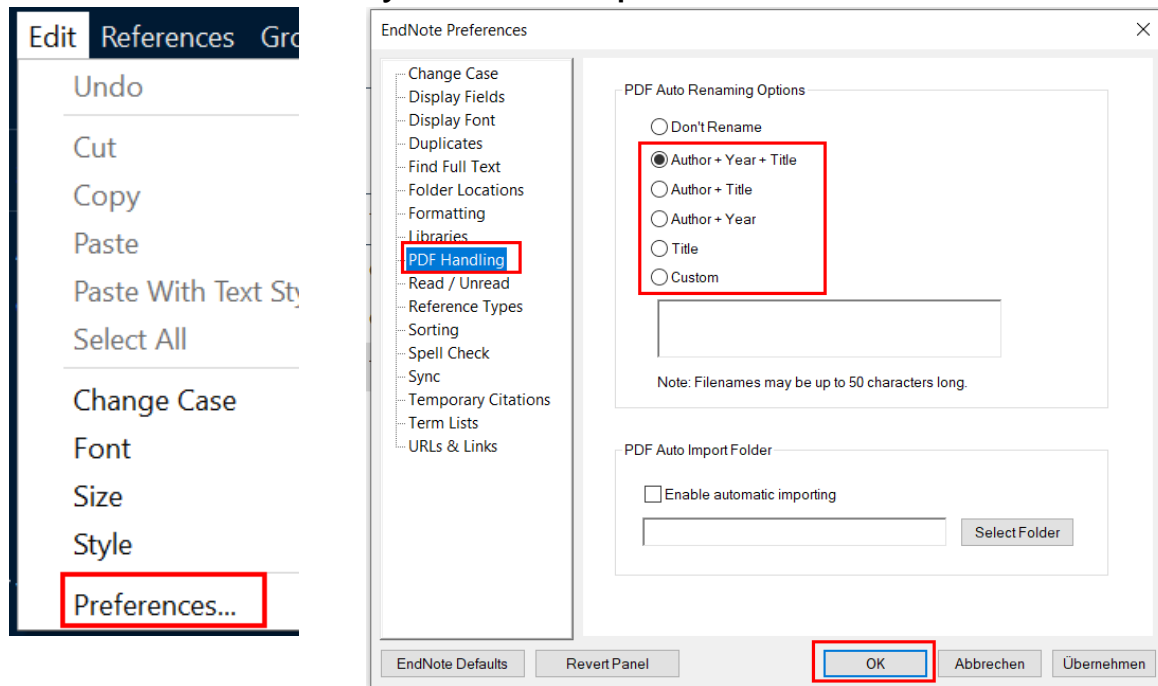 Edit References
Undo
Cut
Copy
Paste
Paste With Text
Select All
Change Case
Font
Size
Style
Preferences...
EndNote Preferences
Change Case
Display Fields
Display Font
Duplicates
Find Full Text
Folder Locations
Formatting
Libraries
PDF Handling
Read / Unread
Reference Types
Sorting
Spell Check
Sync
Temporary Citations
Term Lists
URLs & Links
PDF Auto Renaming Options
Don't Rename
Author + Year + Title
Author + Title
Author + Year
Title
Custom
Note: Filenames may be up to 50 characters long.
PDF Auto Import Folder
Enable automatic importing
Select Folder
EndNote Defaults Revert Panel OK Abbrechen Übernehmen